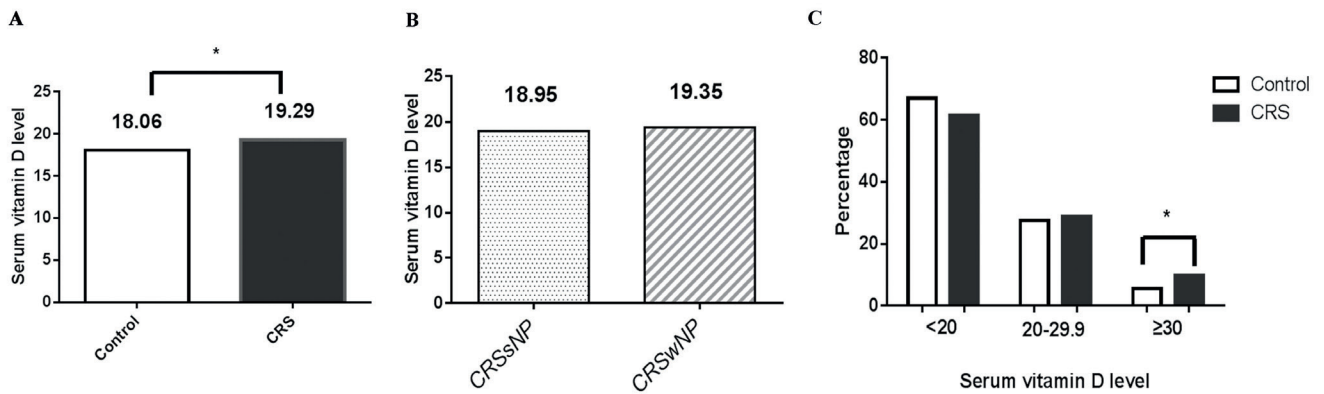 A
*
Serum vitamin D level
25
20
15
10
5
0
18.06
19.29
Control
CRS
B
Serum vitamin D level
25
20
15
10
5
0
18.95
19.35
CRSsNP
CRSwNP
C
Percentage
80
60
40
20
0
*
Control
CRS
<20
20-29.9
≥30
Serum vitamin D level